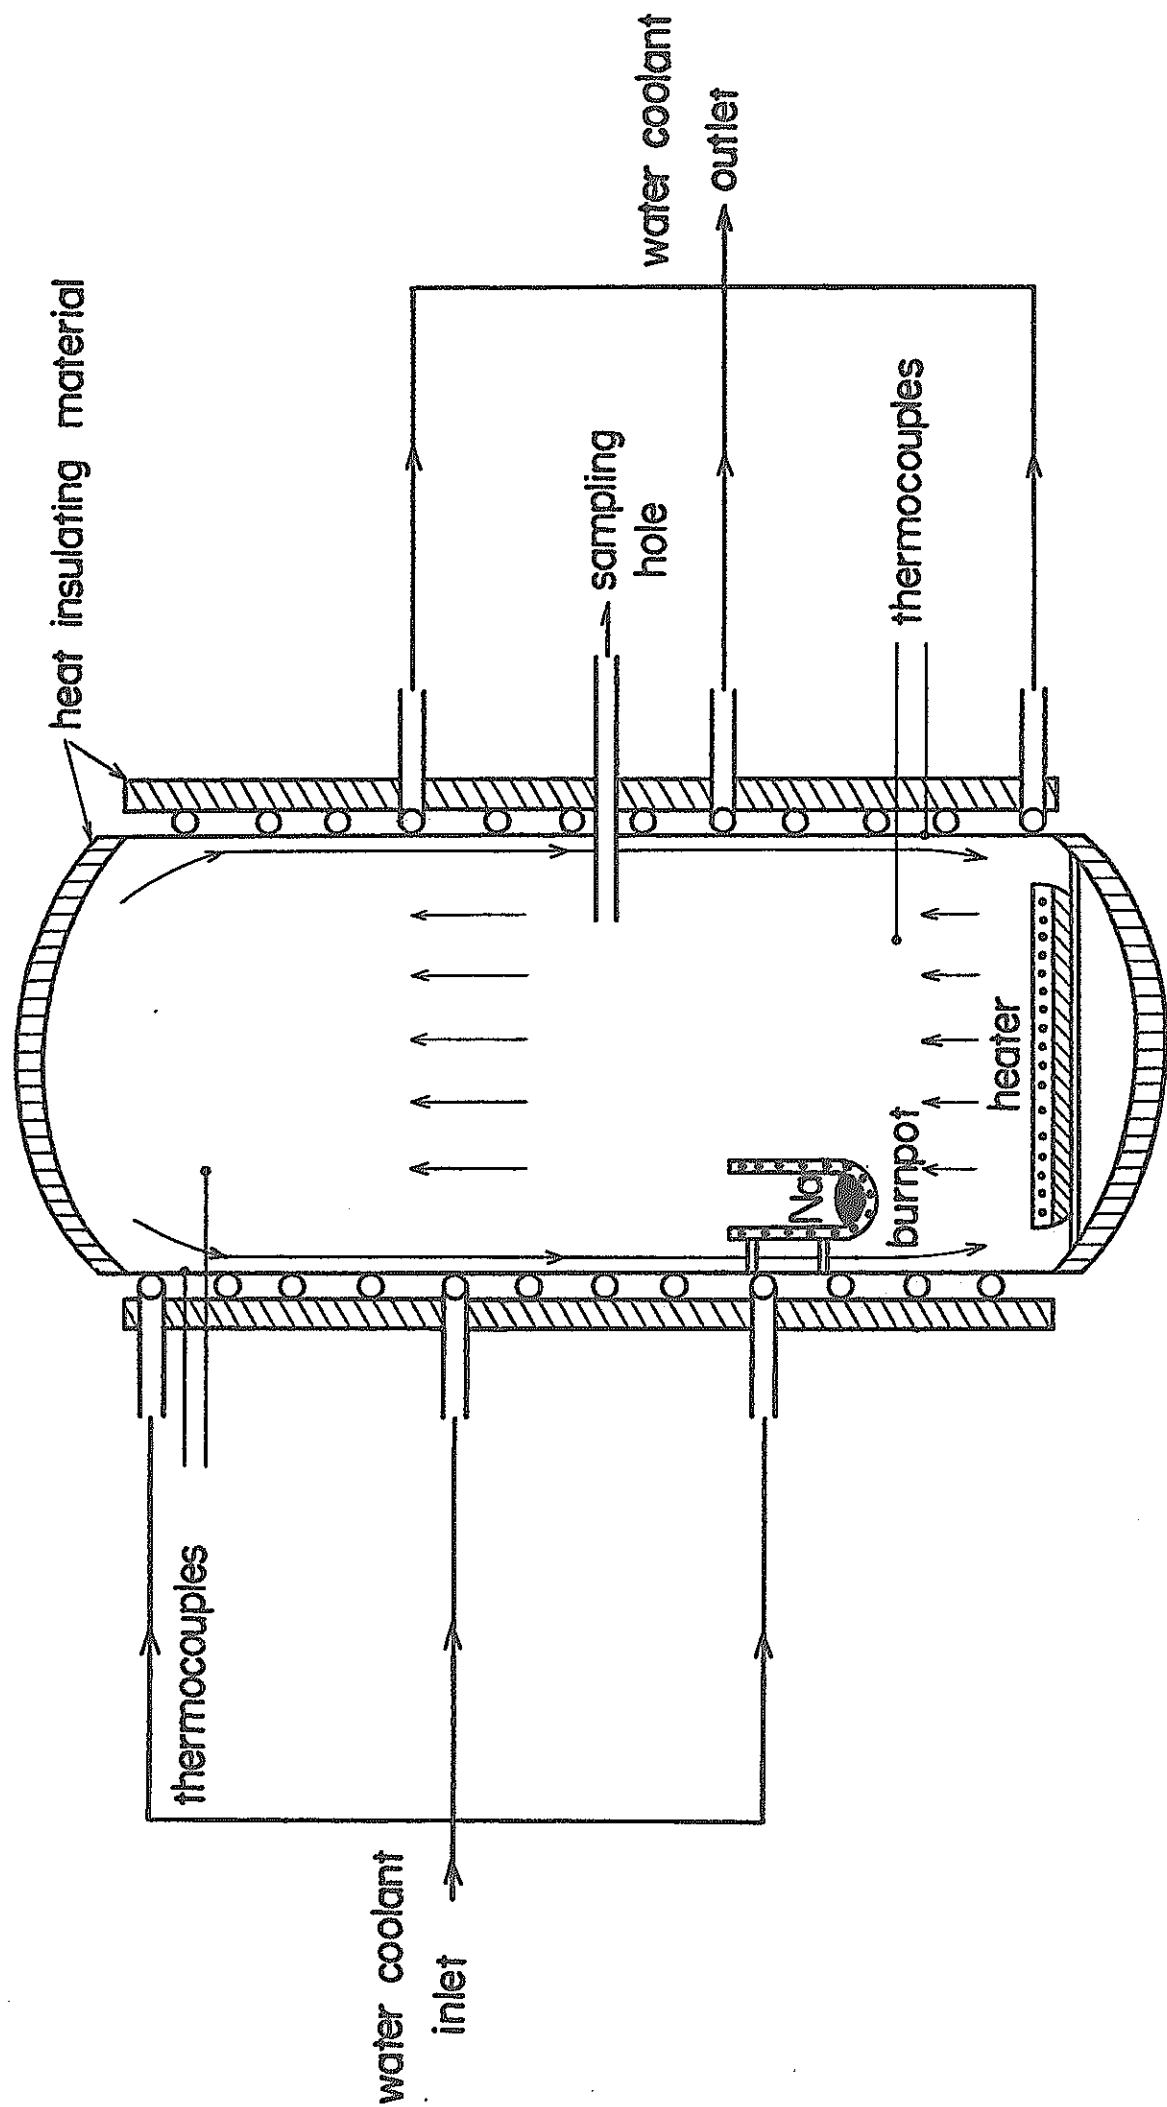 heat insulating material
water coolant
outlet
sampling
hole
thermocouples
heater
burnpot
Na
thermocouples
water coolant
inlet